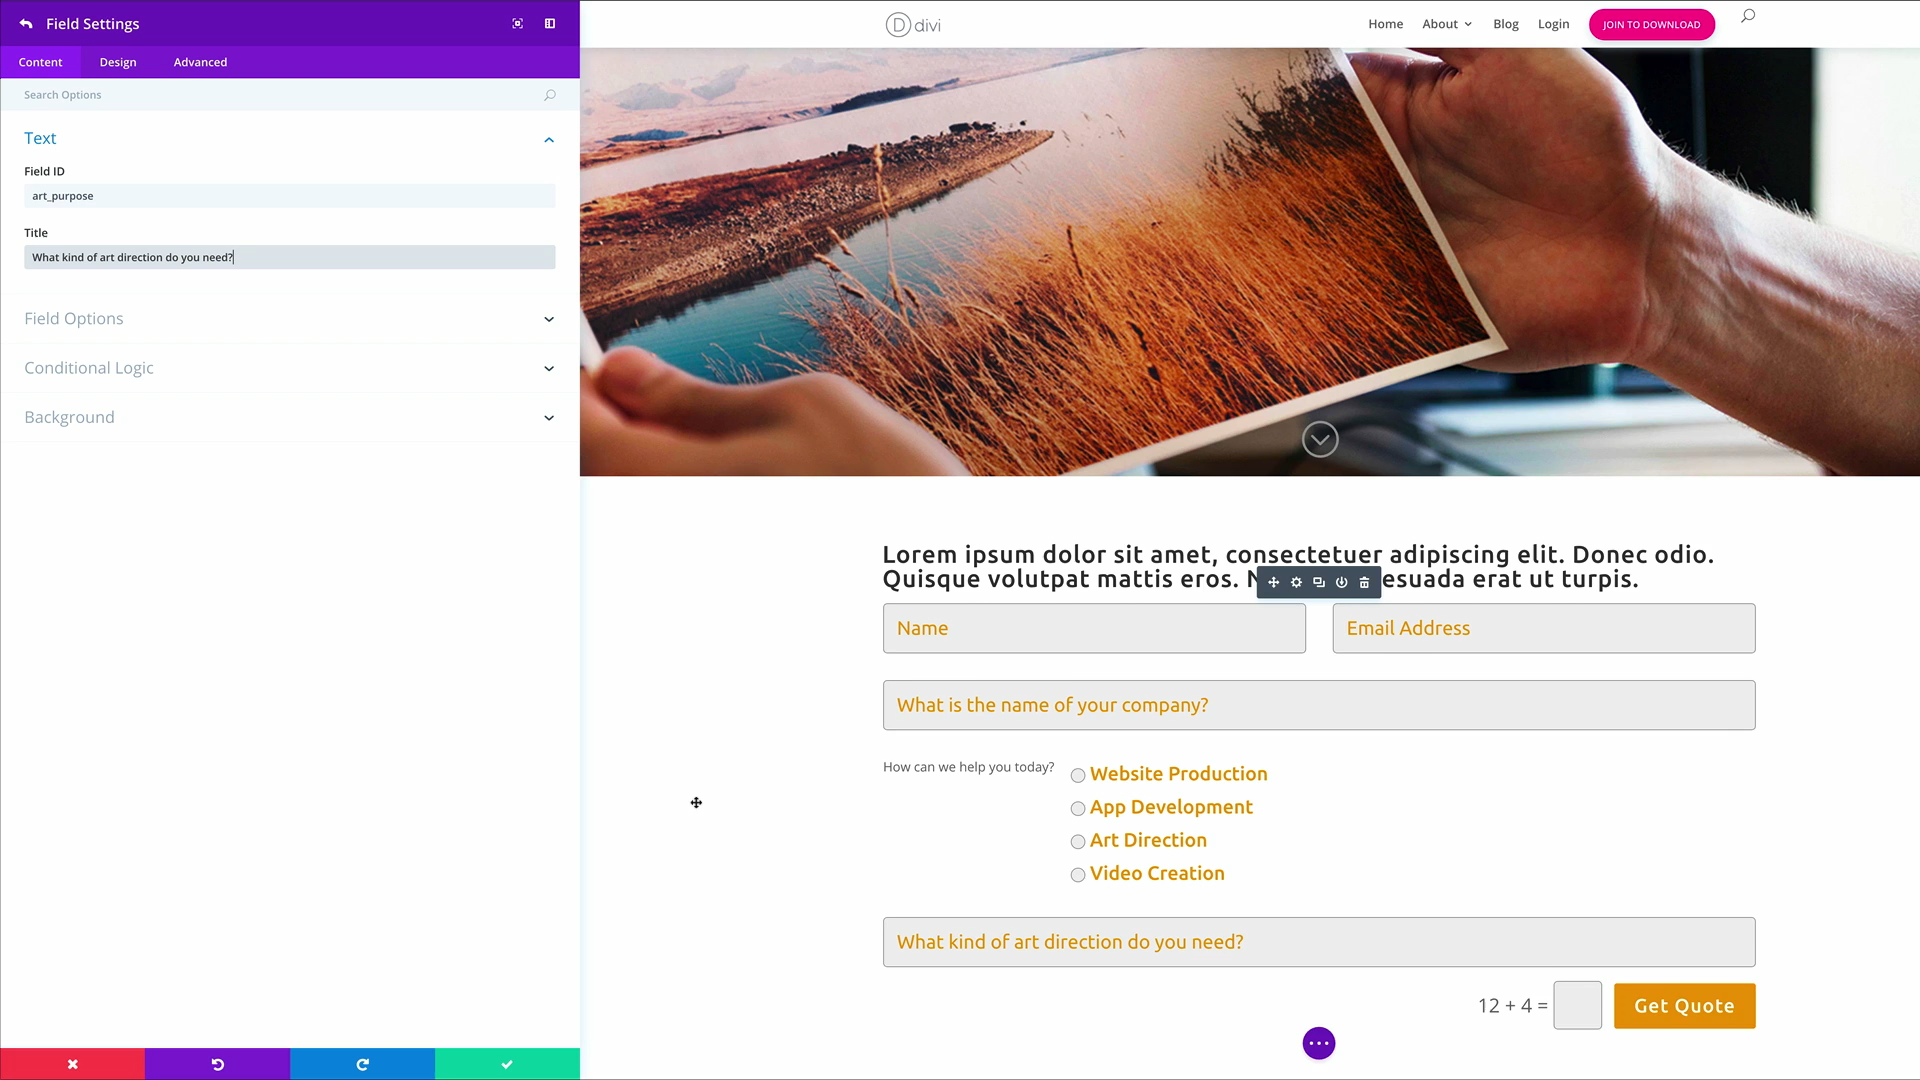 Field Settings
Content Design Advanced
Search Options
Text
Field ID
art_purpose
Title
What kind of art direction do you need?
Field Options
Conditional Logic
Background
D divi
Home About Blog Login JOIN TO DOWNLOAD
Lorem ipsum dolor sit amet, consectetuer adipiscing elit. Donec odio.
Quisque volutpat mattis eros. N esuada erat ut turpis.
Name
Email Address
What is the name of your company?
How can we help you today?
Website Production
App Development
Art Direction
Video Creation
What kind of art direction do you need?
12 + 4 =
Get Quote